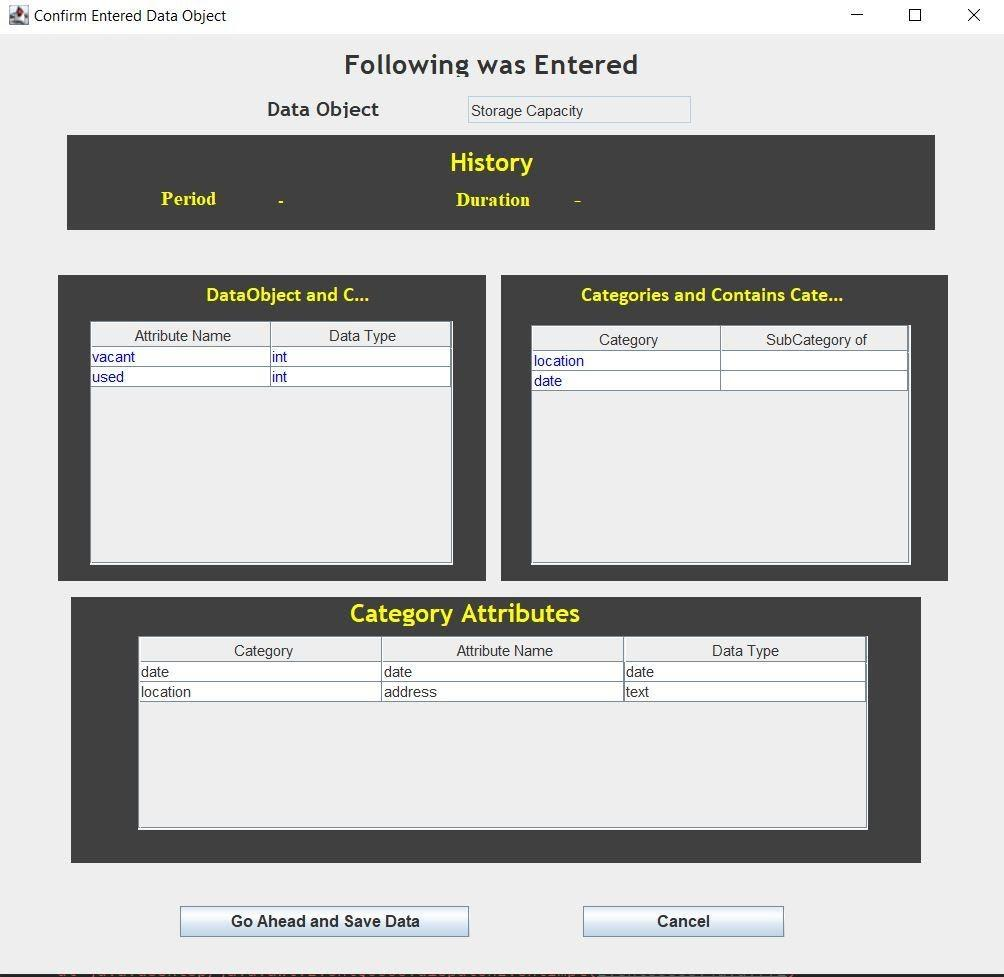 Confirm Entered Data Object
Following was Entered
Data Object Storage Capacity
History
Period - Duration -
DataObject and C...
Attribute Name Data Type
vacant int
used int
Categories and Contains Cate...
Category SubCategory of
location
date
Category Attributes
Category Attribute Name Data Type
date date date
location address text
Go Ahead and Save Data Cancel